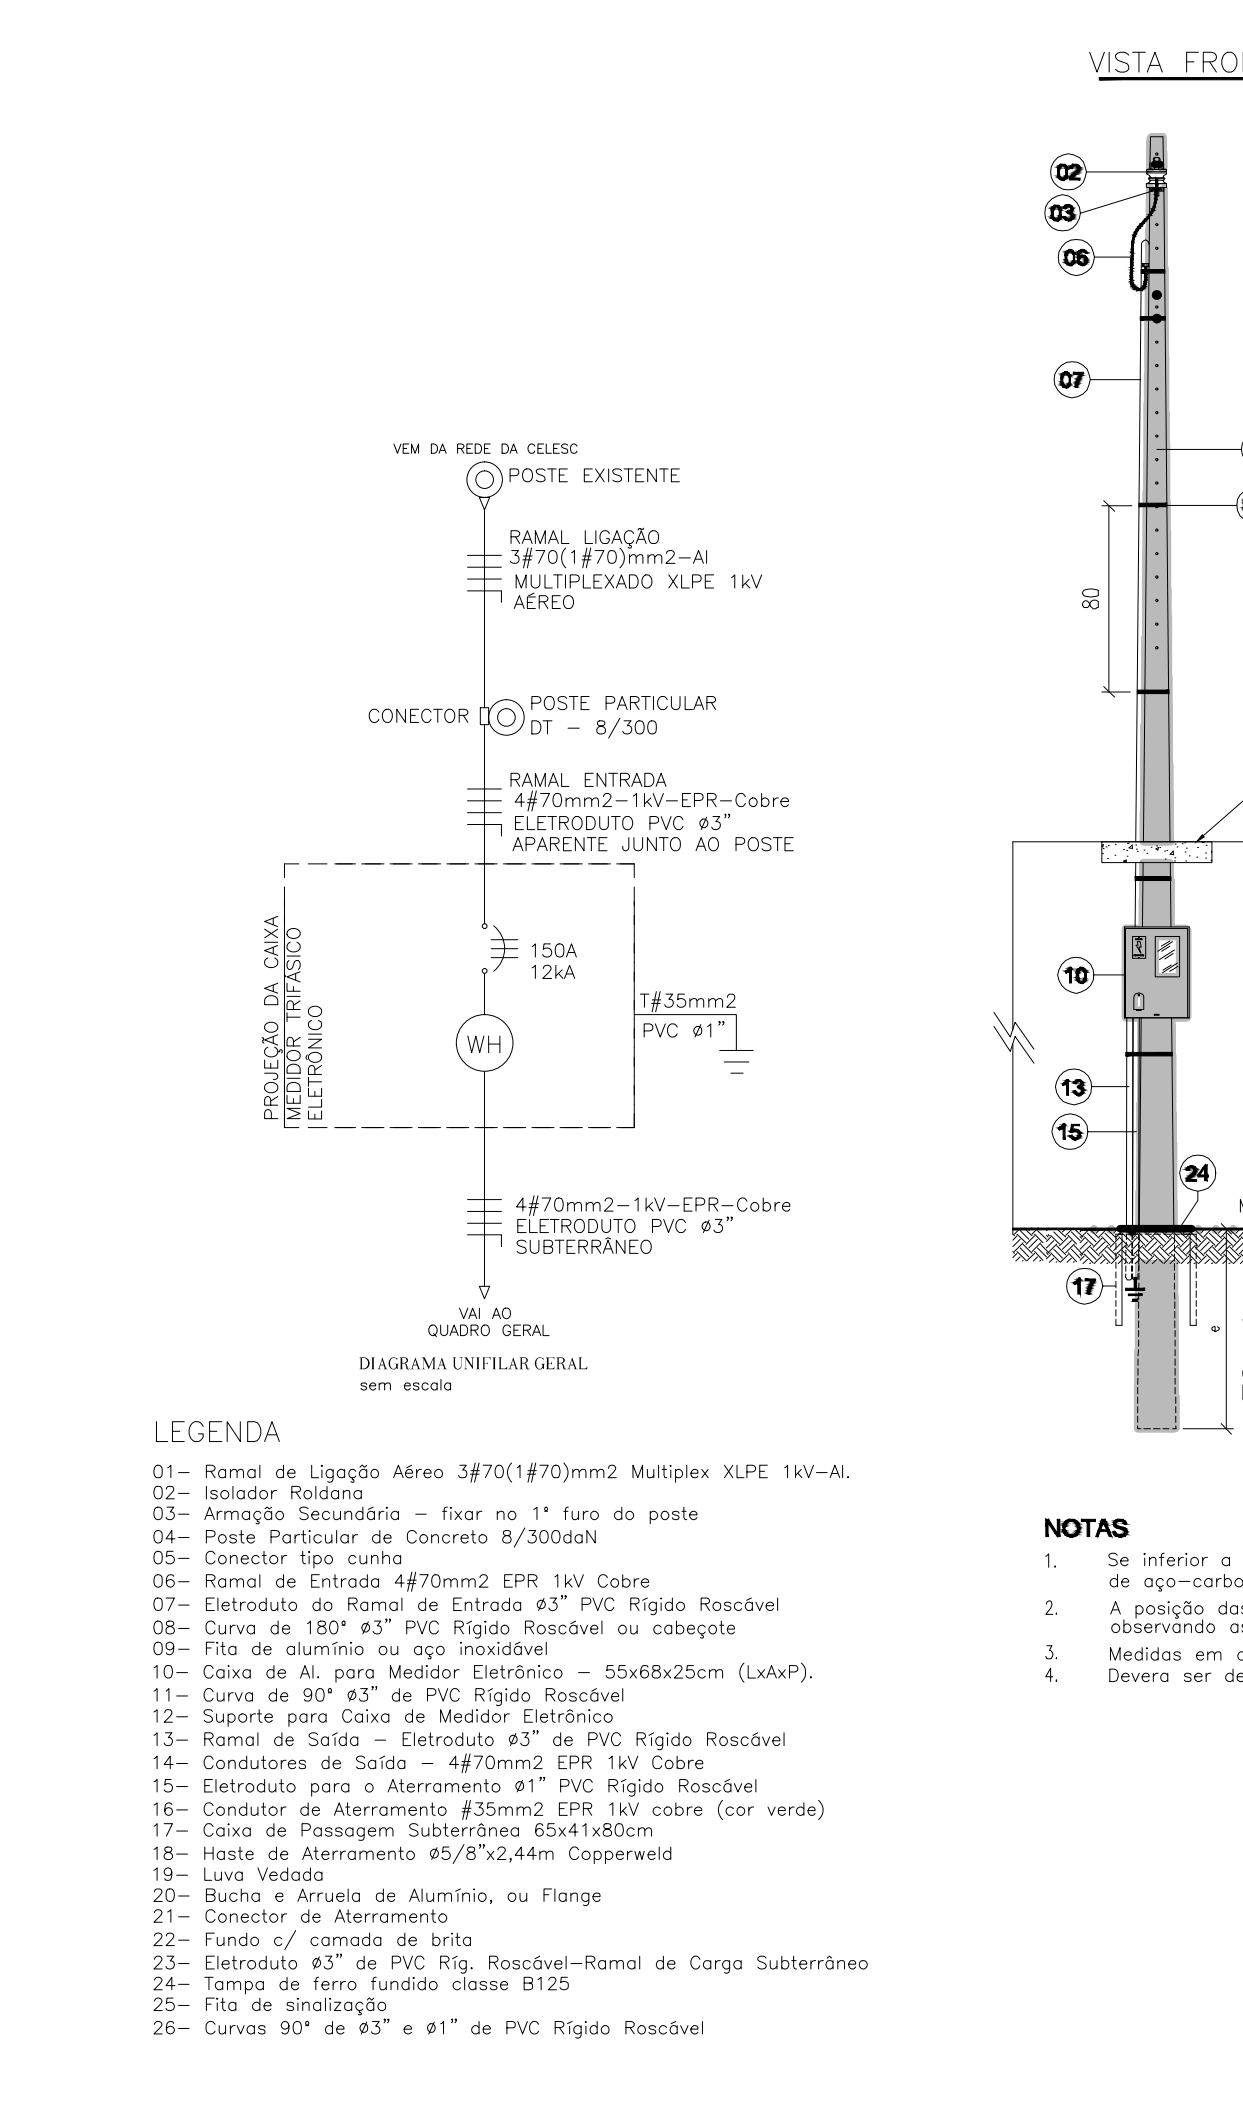 VISTA
02
03
06
07
VEM DA REDE DA CELESC
POSTE EXISTENTE
RAMAL LIGAÇÃO
3#70(1#70)mm2-Al
MULTIPLEXADO XLPE 1kV
AÉREO
80
CONECTOR
POSTE PARTICULAR
DT - 8/300
RAMAL ENTRADA
4#70mm2-1kV-EPR-Cobre
ELETRODUTO PVC ø3"
APARENTE JUNTO AO POSTE
PROJEÇÃO DA CAIXA
MEDIDOR TRIFÁSICO
ELETRÔNICO
150A
12kA
T#35mm2
PVC ø1"
WH
10
13
15
24
17
e
4#70mm2-1kV-EPR-Cobre
ELETRODUTO PVC ø3"
SUBTERRÂNEO
VAI AO
QUADRO GERAL
DIAGRAMA UNIFILAR GERAL
sem escala
LEGENDA
01- Ramal de Ligação Aéreo 3#70(1#70)mm2 Multiplex XLPE 1kV-Al.
02- Isolador Roldana
03- Armação Secundária - fixar no 1° furo do poste
04- Poste Particular de Concreto 8/300daN
05- Conector tipo cunha
06- Ramal de Entrada 4#70mm2 EPR 1kV Cobre
07- Eletroduto do Ramal de Entrada ø3" PVC Rígido Roscável
08- Curva de 180° ø3" PVC Rígido Roscável ou cabeçote
09- Fita de alumínio ou aço inoxidável
10- Caixa de Al. para Medidor Eletrônico - 55x68x25cm (LxAxP).
11- Curva de 90° ø3" de PVC Rígido Roscável
12- Suporte para Caixa de Medidor Eletrônico
13- Ramal de Saída - Eletroduto ø3" de PVC Rígido Roscável
14- Condutores de Saída - 4#70mm2 EPR 1kV Cobre
15- Eletroduto para o Aterramento ø1" PVC Rígido Roscável
16- Condutor de Aterramento #35mm2 EPR 1kV cobre (cor verde)
17- Caixa de Passagem Subterrânea 65x41x80cm
18- Haste de Aterramento ø5/8"x2,44m Copperweld
19- Luva Vedada
20- Bucha e Arruela de Alumínio, ou Flange
21- Conector de Aterramento
22- Fundo c/ camada de brita
23- Eletroduto ø3" de PVC Ríg. Roscável-Ramal de Carga Subterrâneo
24- Tampa de ferro fundido classe B125
25- Fita de sinalização
26- Curvas 90° de ø3" e ø1" de PVC Rígido Roscável
NOTAS
1. Se inferior a
de aço-carbo
2. A posição das
observando as
3. Medidas em
4. Devera ser de